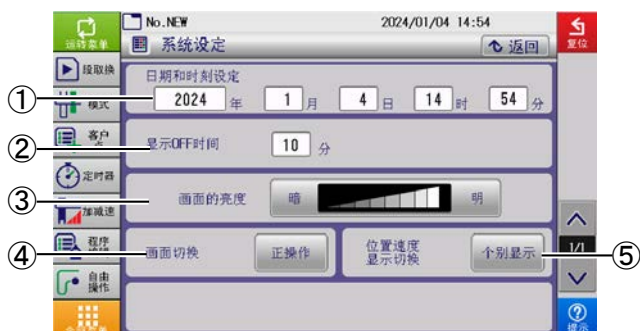 No.NEW 2024/01/04 14:54
运转菜单
系统设定
返回
复位
段取换
日期和时刻设定
① 2024 年 1 月 4 日 14 时 54 分
模式
客户
② 显示OFF时间 10 分
定时器
③ 画面的亮度 暗 明
加减速
程序
④ 画面切换 正操作 位置速度 显示切换 个别显示 ⑤
1/1
自由
操作
提示